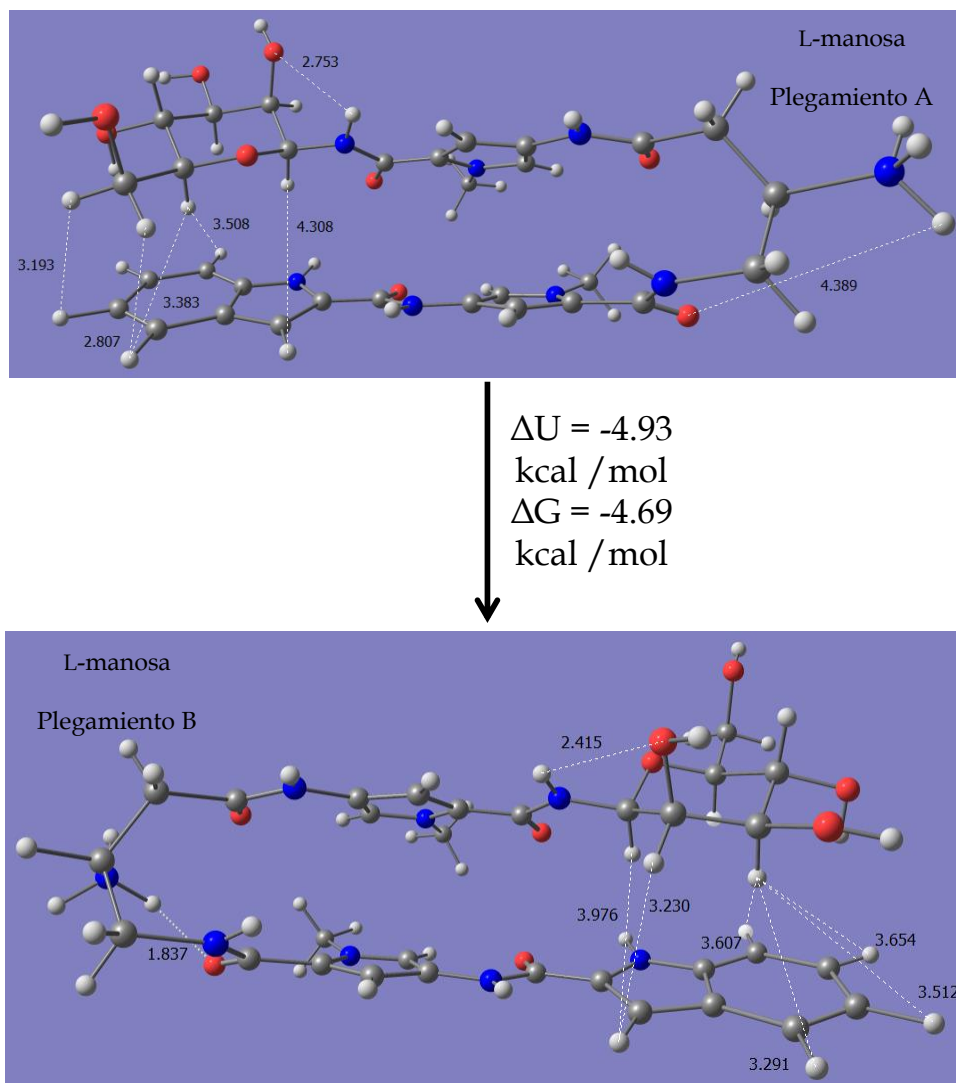 L-manosa
Plegamiento A
2.753
3.508
4.308
3.193
3.383
4.389
2.807
ΔU = -4.93
kcal /mol
ΔG = -4.69
kcal /mol
L-manosa
Plegamiento B
2.415
3.976
3.230
1.837
3.607
3.654
3.512
3.291